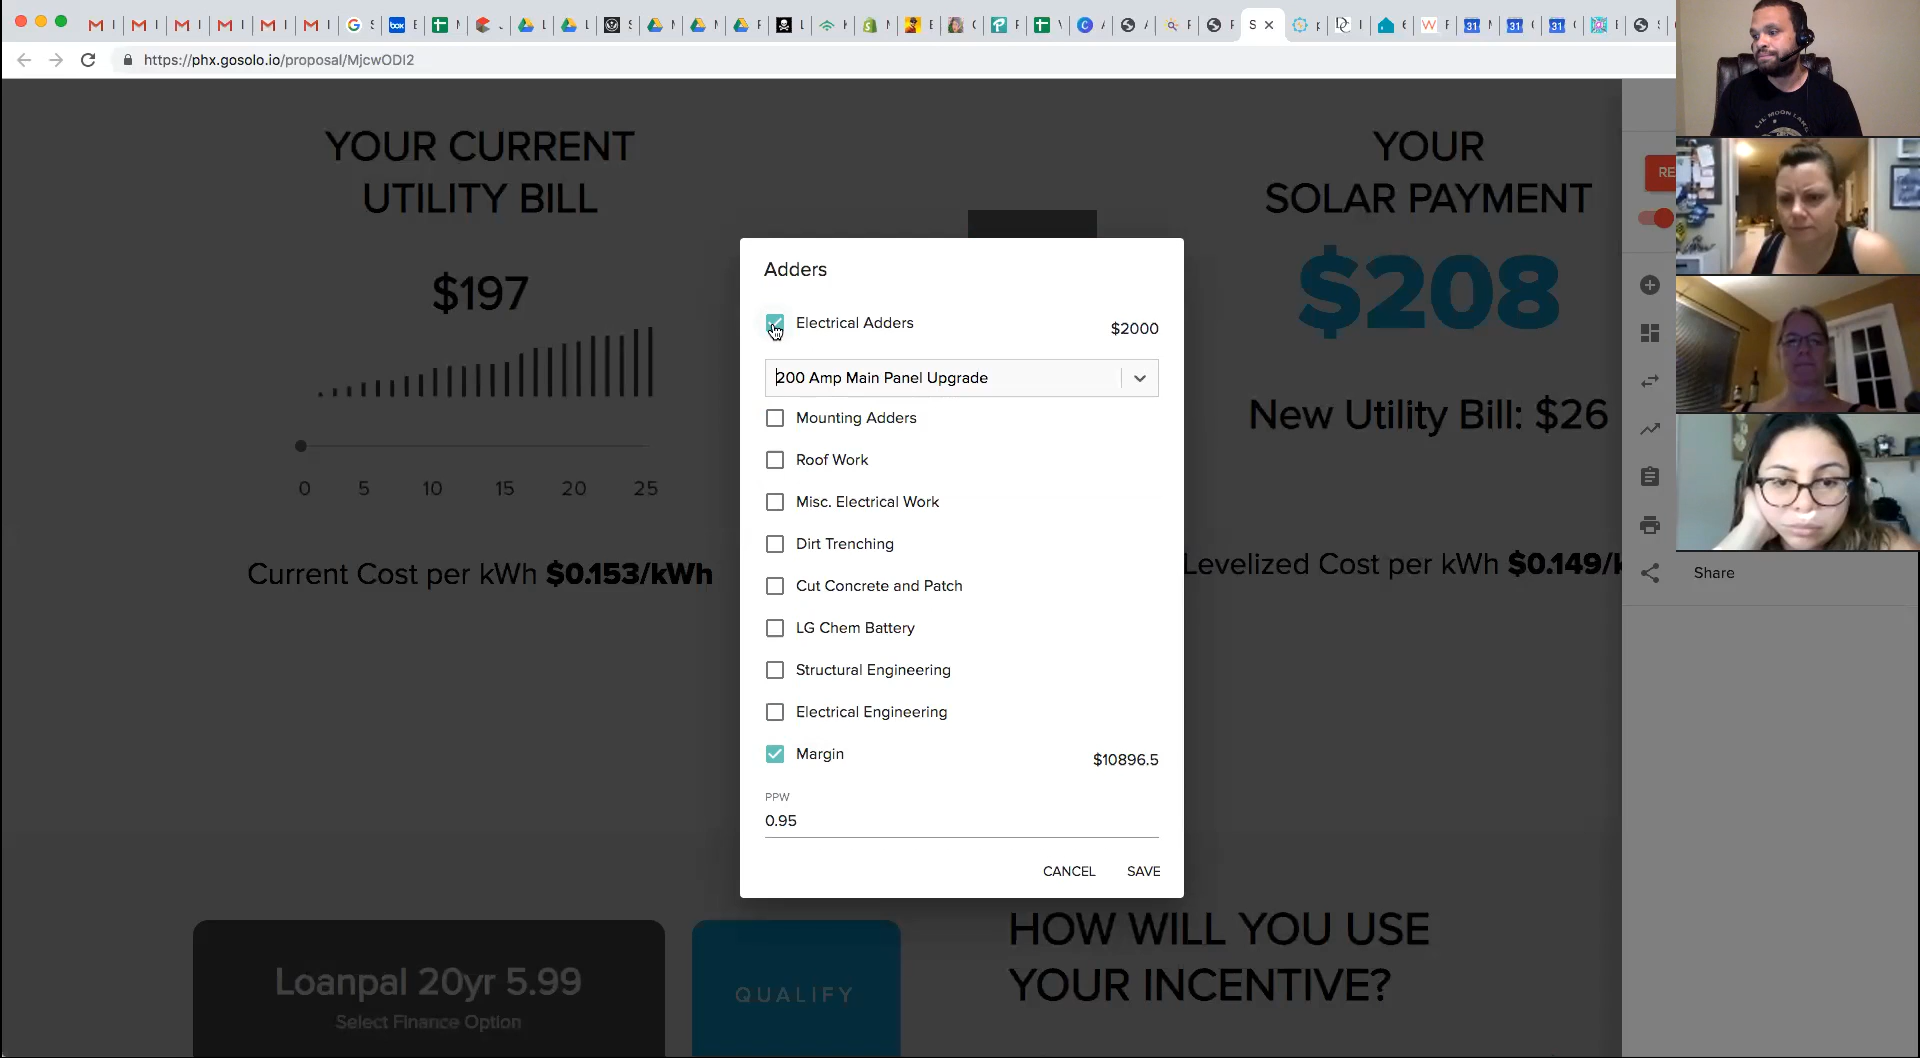 https://phx.gosolo.io/proposal/MjcwODI2
YOUR CURRENT
UTILITY BILL
$197
0 5 10 15 20 25
Current Cost per kWh $0.153/kWh
YOUR
SOLAR PAYMENT
$208
New Utility Bill: $26
Levelized Cost per kWh $0.149/k
Adders
Electrical Adders
$2000
200 Amp Main Panel Upgrade
Mounting Adders
Roof Work
Misc. Electrical Work
Dirt Trenching
Cut Concrete and Patch
LG Chem Battery
Structural Engineering
Electrical Engineering
Margin
$10896.5
PPW
0.95
CANCEL SAVE
RE
Share
Loanpal 20yr 5.99
Select Finance Option
QUALIFY
HOW WILL YOU USE
YOUR INCENTIVE?
LIL MOON LAKE